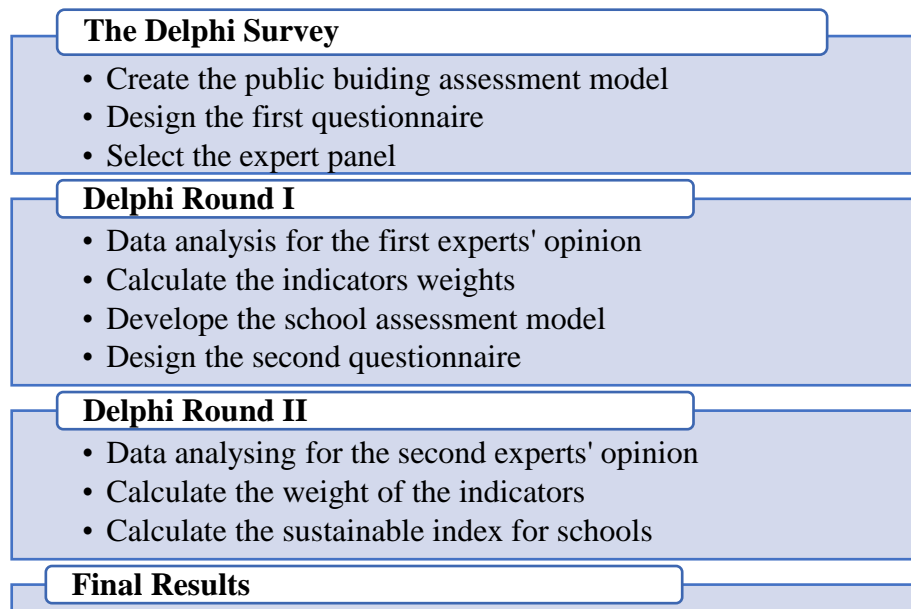 The Delphi Survey
• Create the public buiding assessment model
• Design the first questionnaire
• Select the expert panel
Delphi Round I
• Data analysis for the first experts' opinion
• Calculate the indicators weights
• Develope the school assessment model
• Design the second questionnaire
Delphi Round II
• Data analysing for the second experts' opinion
• Calculate the weight of the indicators
• Calculate the sustainable index for schools
Final Results